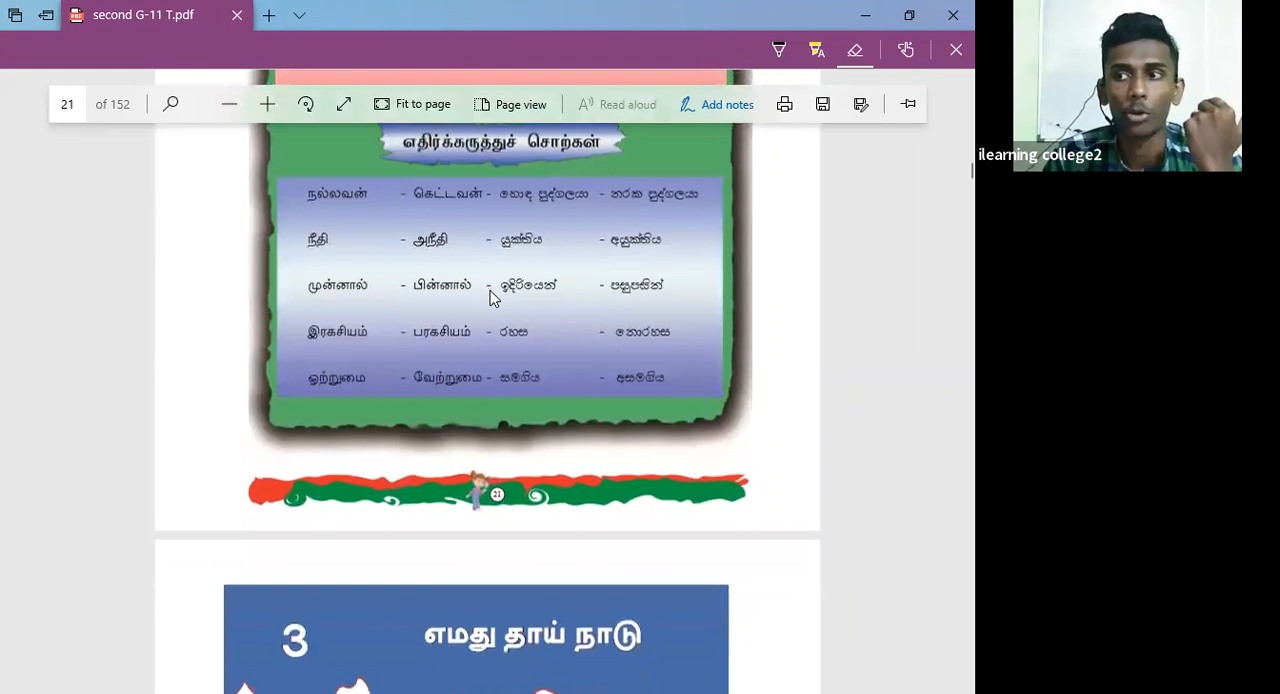 second G-11 T.pdf
21 of 152 Fit to page Page view Read aloud Add notes
எதிர்க்கருத்துச் சொற்கள்
நல்லவன் - கெட்டவன் - හොඳ පුද්ගලයා - නරක පුද්ගලයා
நீதி - அநீதி - යුක්තිය - අයුක්තිය
முன்னால் - பின்னால் - ඉදිරියෙන් - පසුපසින්
இரகசியம் - பரகசியம் - රහස - නොරහස
ஒற்றுமை - வேற்றுமை - සමගිය - අසමගිය
21
3 எமது தாய் நாடு
ilearning college2